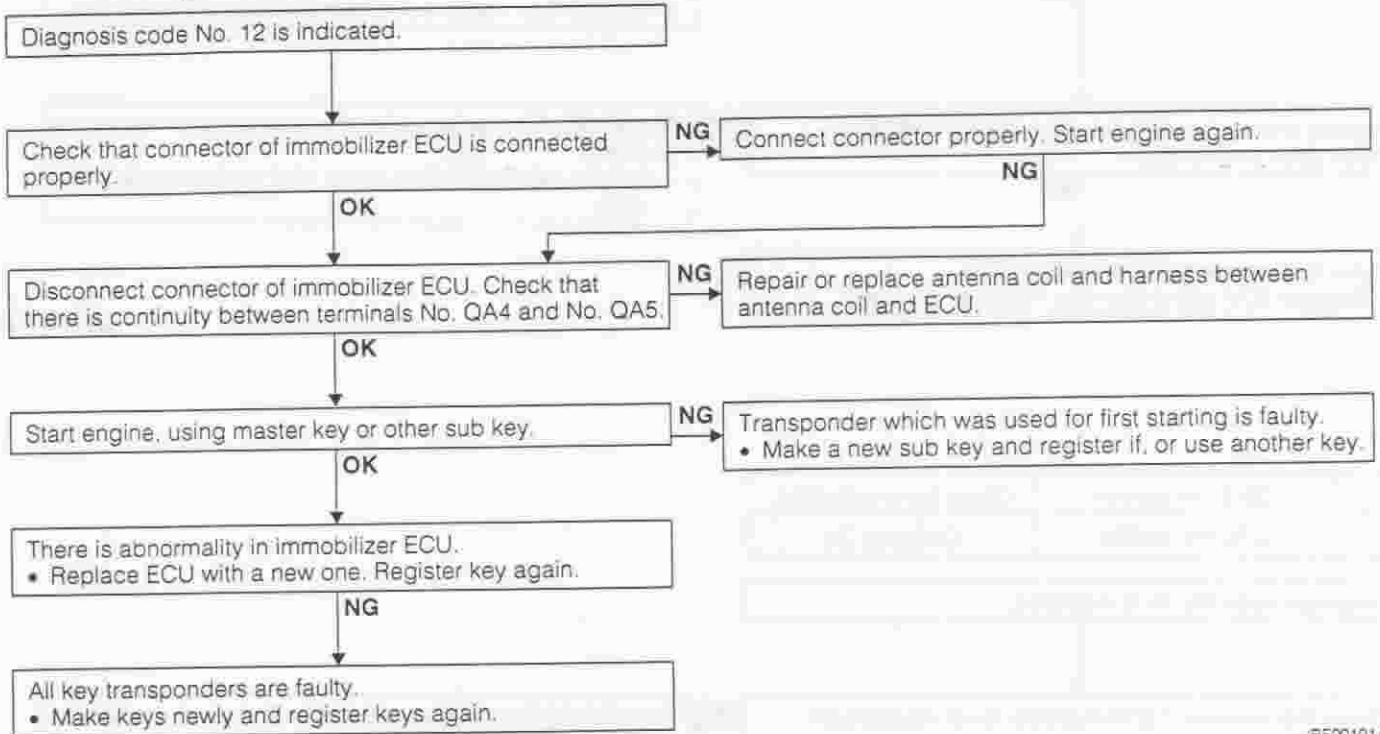 Diagnosis code No. 12 is indicated.
Check that connector of immobilizer ECU is connected
properly.
NG
Connect connector properly. Start engine again.
NG
OK
Disconnect connector of immobilizer ECU. Check that
there is continuity between terminals No. QA4 and No. QA5.
NG
Repair or replace antenna coil and harness between
antenna coil and ECU.
OK
Start engine, using master key or other sub key.
NG
Transponder which was used for first starting is faulty.
• Make a new sub key and register if, or use another key.
OK
There is abnormality in immobilizer ECU.
• Replace ECU with a new one. Register key again.
NG
All key transponders are faulty.
• Make keys newly and register keys again.